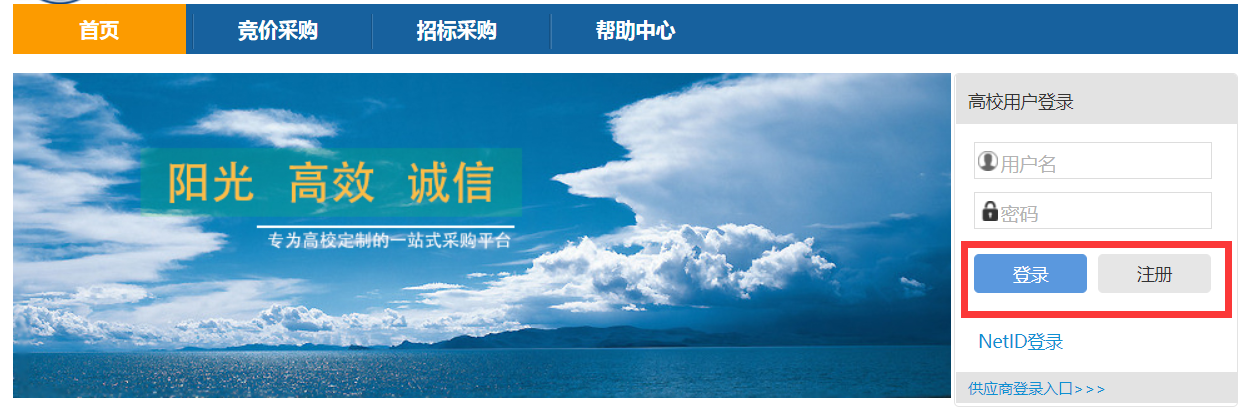 首页 竞价采购 招标采购 帮助中心
阳光 高效 诚信
专为高校定制的一站式采购平台
高校用户登录
用户名
密码
登录 注册
NetID登录
供应商登录入口>>>